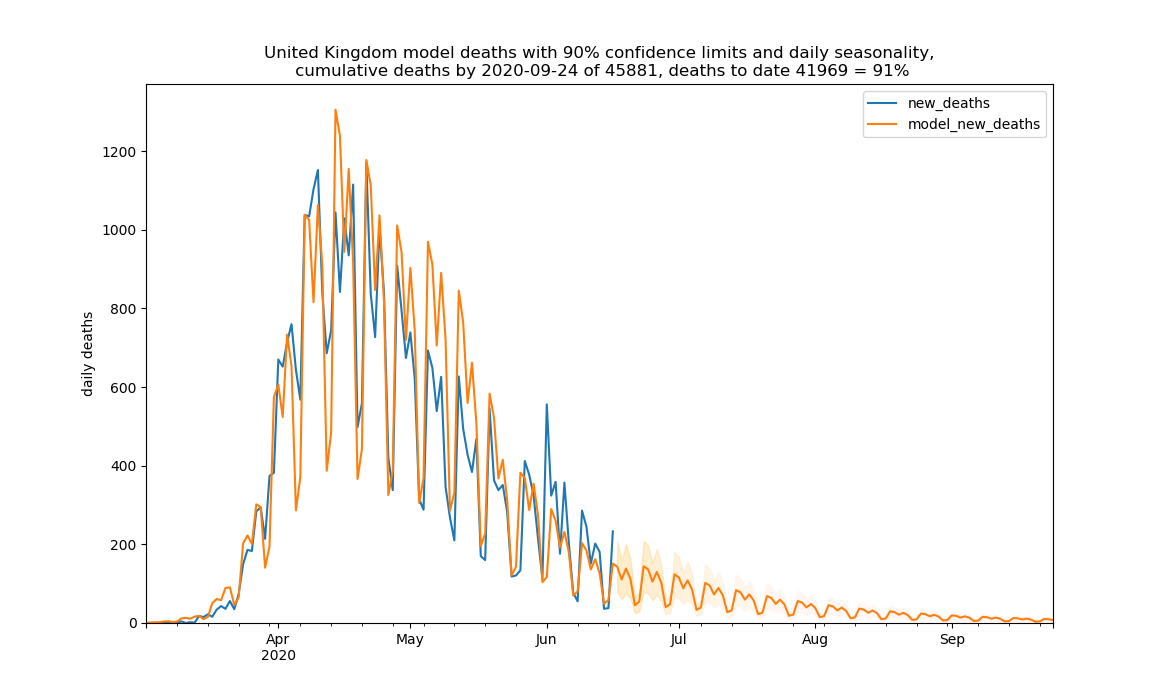 United Kingdom model deaths with 90% confidence limits and daily seasonality,
cumulative deaths by 2020-09-24 of 45881, deaths to date 41969 = 91%
new_deaths
model_new_deaths
daily deaths
1200
1000
800
600
400
200
0
Apr
2020
May
Jun
Jul
Aug
Sep